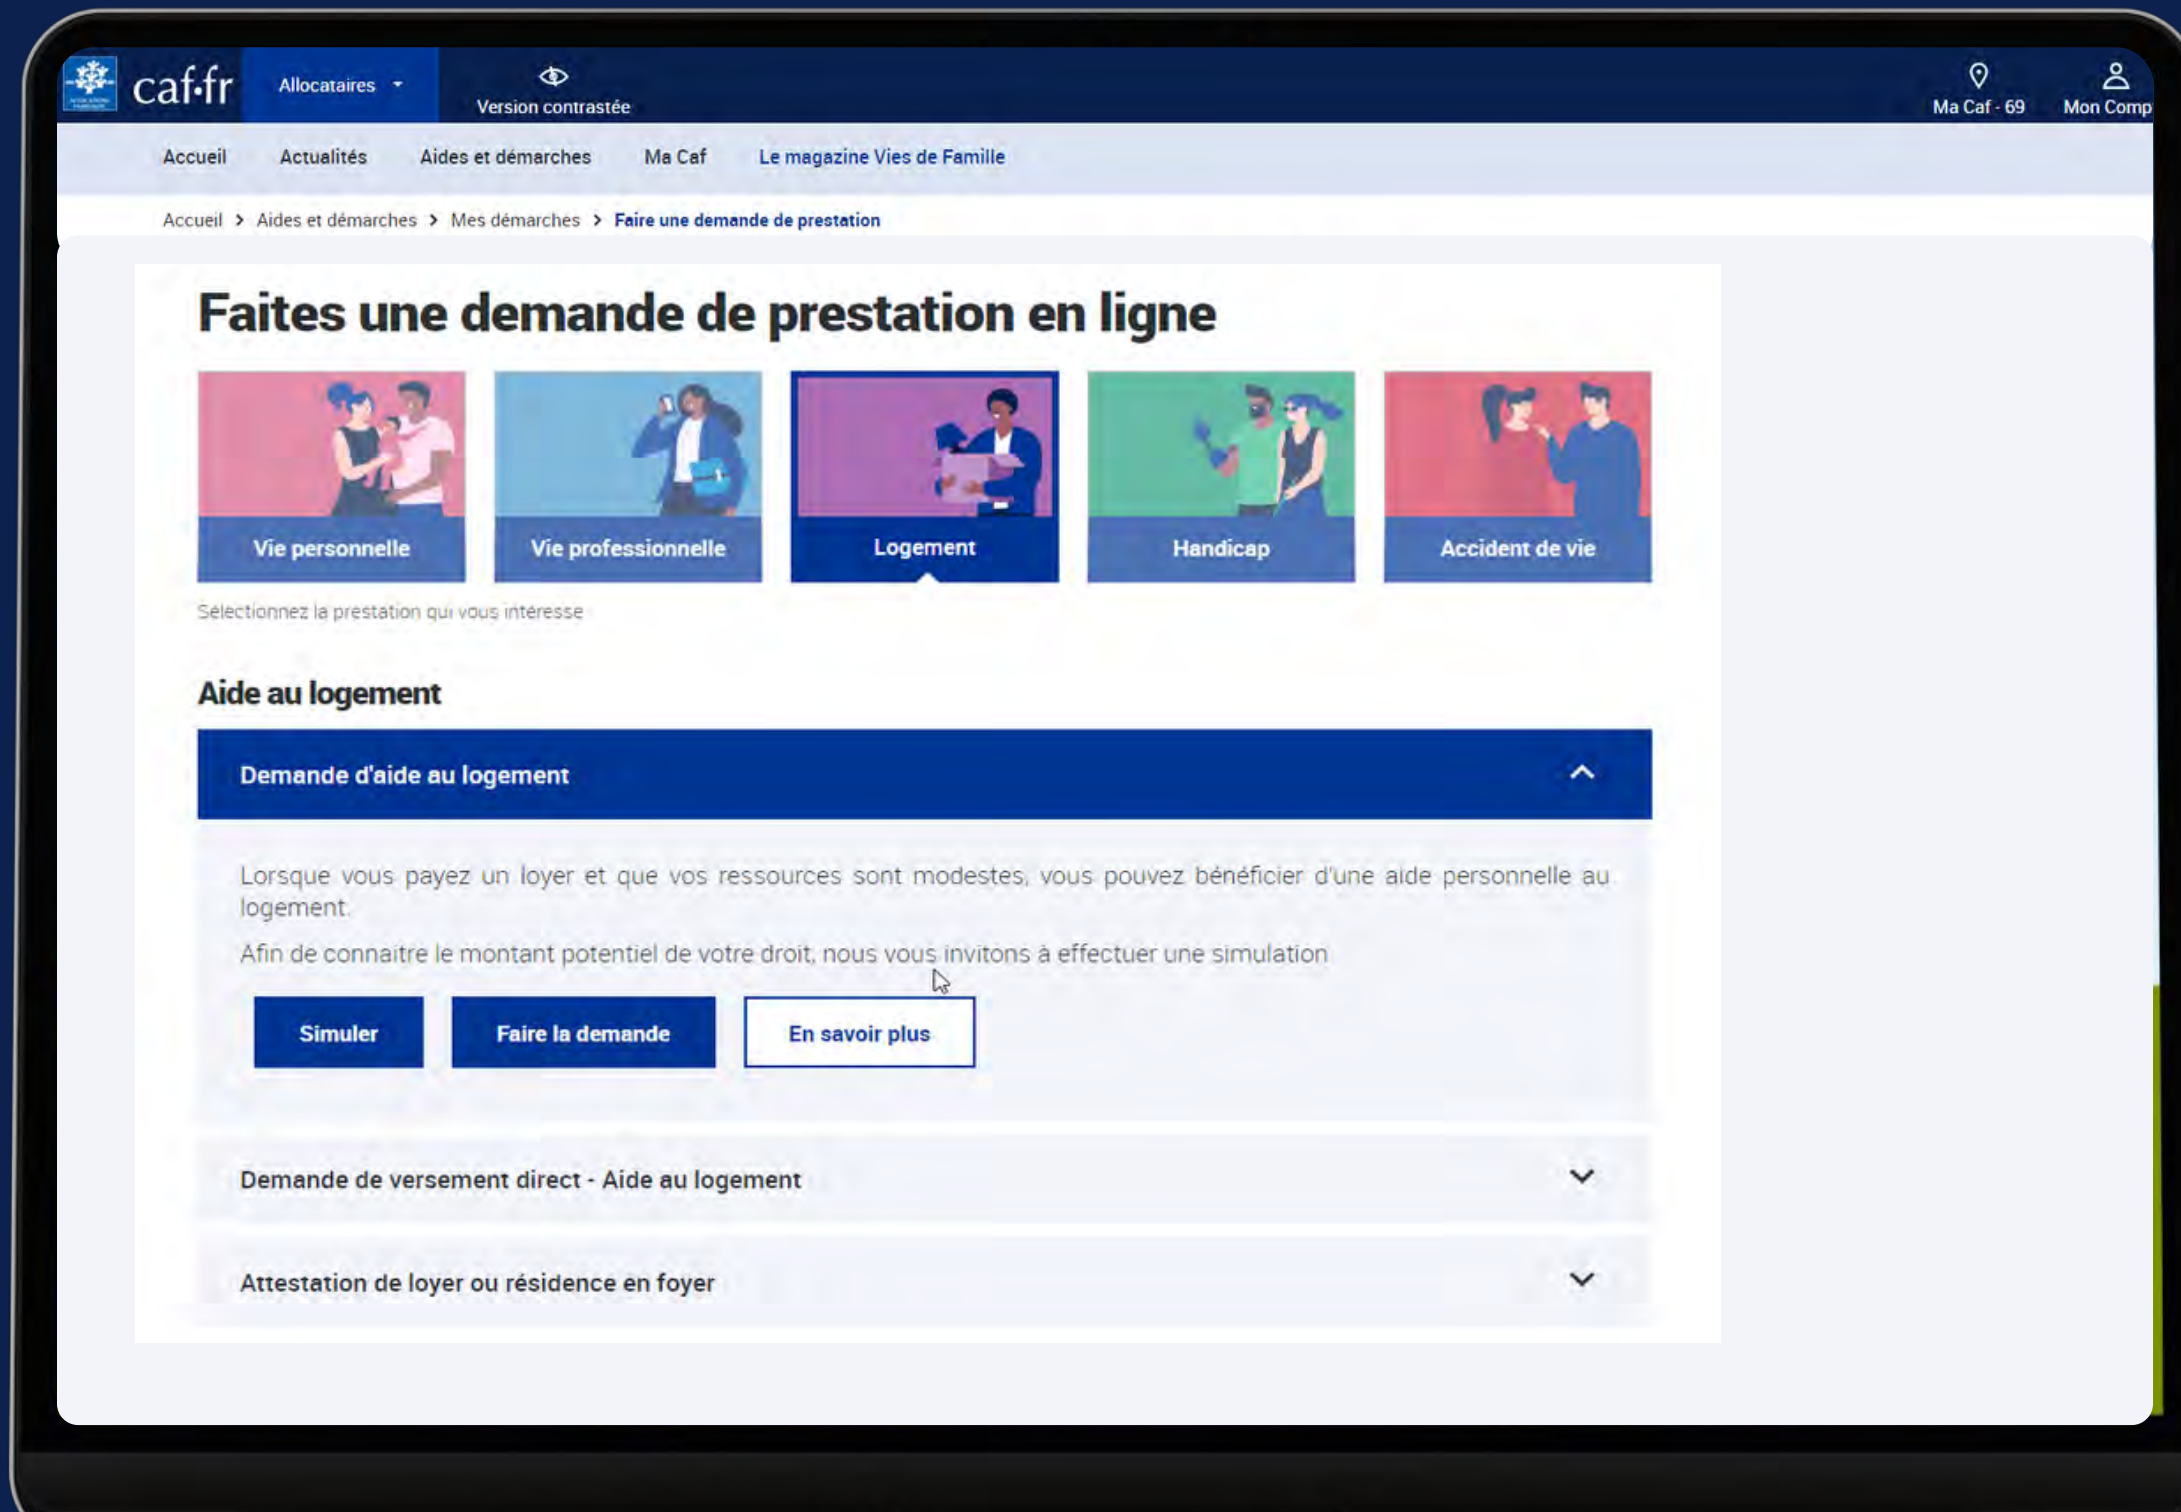 caf.fr
Allocataires
Version contrastée
Ma Caf - 69
Mon Comp
Accueil
Actualités
Aides et démarches
Ma Caf
Le magazine Vies de Famille
Accueil > Aides et démarches > Mes démarches > Faire une demande de prestation
Faites une demande de prestation en ligne
Vie personnelle
Vie professionnelle
Logement
Handicap
Accident de vie
Sélectionnez la prestation qui vous intéresse
Aide au logement
Demande d'aide au logement
Lorsque vous payez un loyer et que vos ressources sont modestes, vous pouvez bénéficier d'une aide personnelle au
logement.
Afin de connaitre le montant potentiel de votre droit, nous vous invitons à effectuer une simulation
Simuler
Faire la demande
En savoir plus
Demande de versement direct - Aide au logement
Attestation de loyer ou résidence en foyer